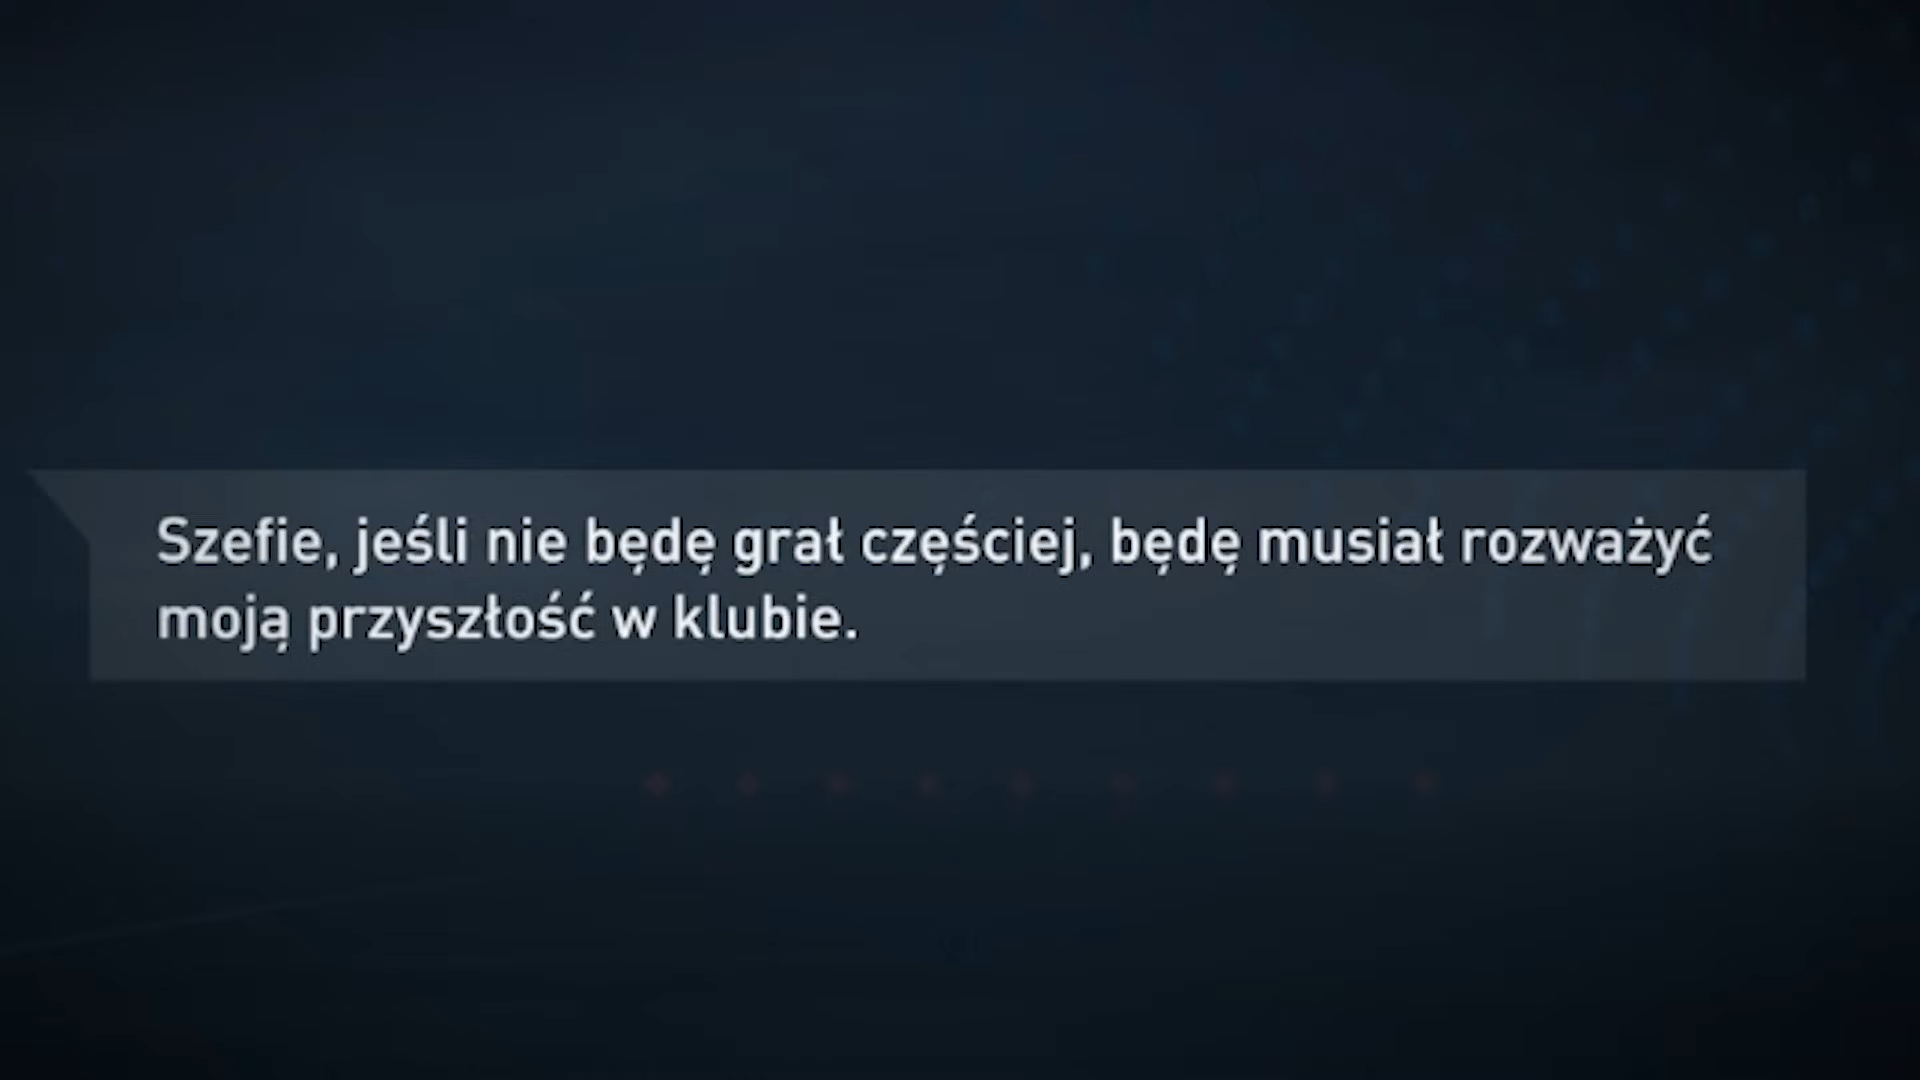 Szefie, jeśli nie będę grał częściej, będę musiał rozważyć
moją przyszłość w klubie.